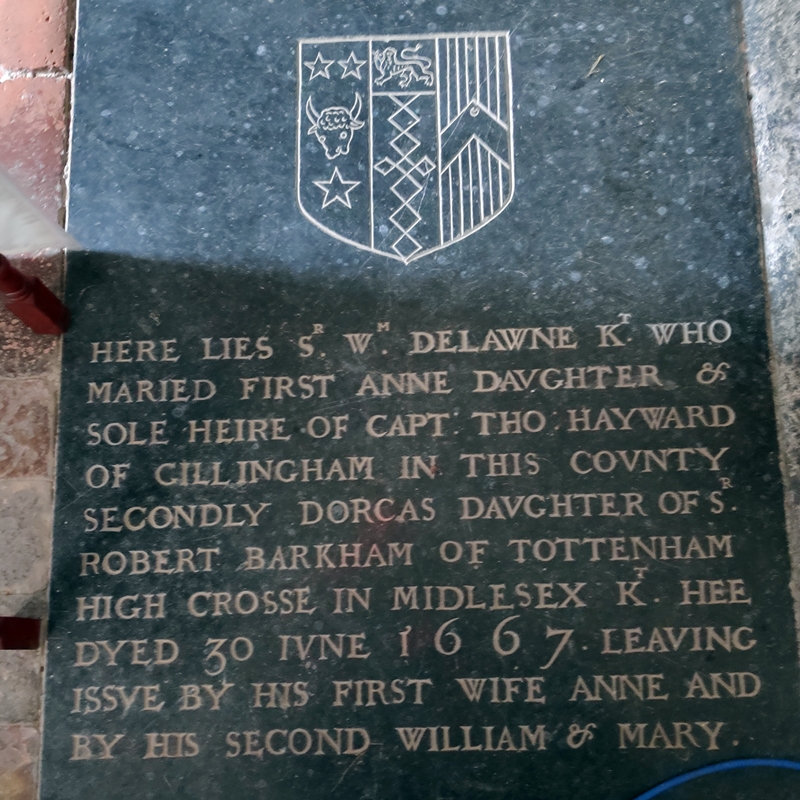 HERE LIES SR. WM. DELAWNE KT. WHO
MARIED FIRST ANNE DAVGHTER &
SOLE HEIRE OF CAPT: THO: HAYWARD
OF GILLINGHAM IN THIS COVNTY
SECONDLY DORCAS DAVGHTER OF SR.
ROBERT BARKHAM OF TOTTENHAM
HIGH CROSSE IN MIDLESEX KT. HEE
DYED 30 IVNE 1667. LEAVING
ISSVE BY HIS FIRST WIFE ANNE AND
BY HIS SECOND WILLIAM & MARY.